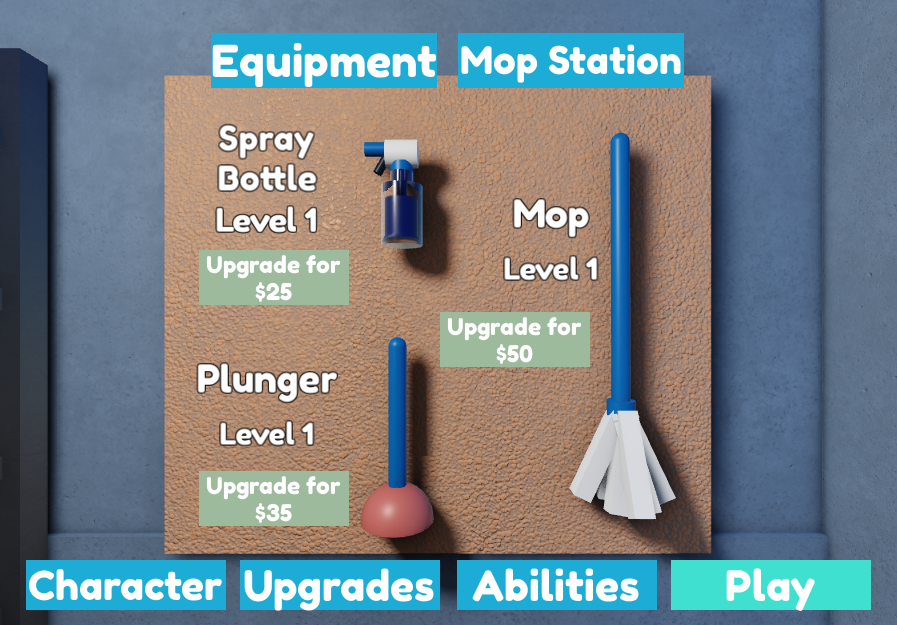 Equipment
Mop Station
Spray
Bottle
Level 1
Upgrade for
$25
Mop
Level 1
Upgrade for
$50
Plunger
Level 1
Upgrade for
$35
Character
Upgrades
Abilities
Play